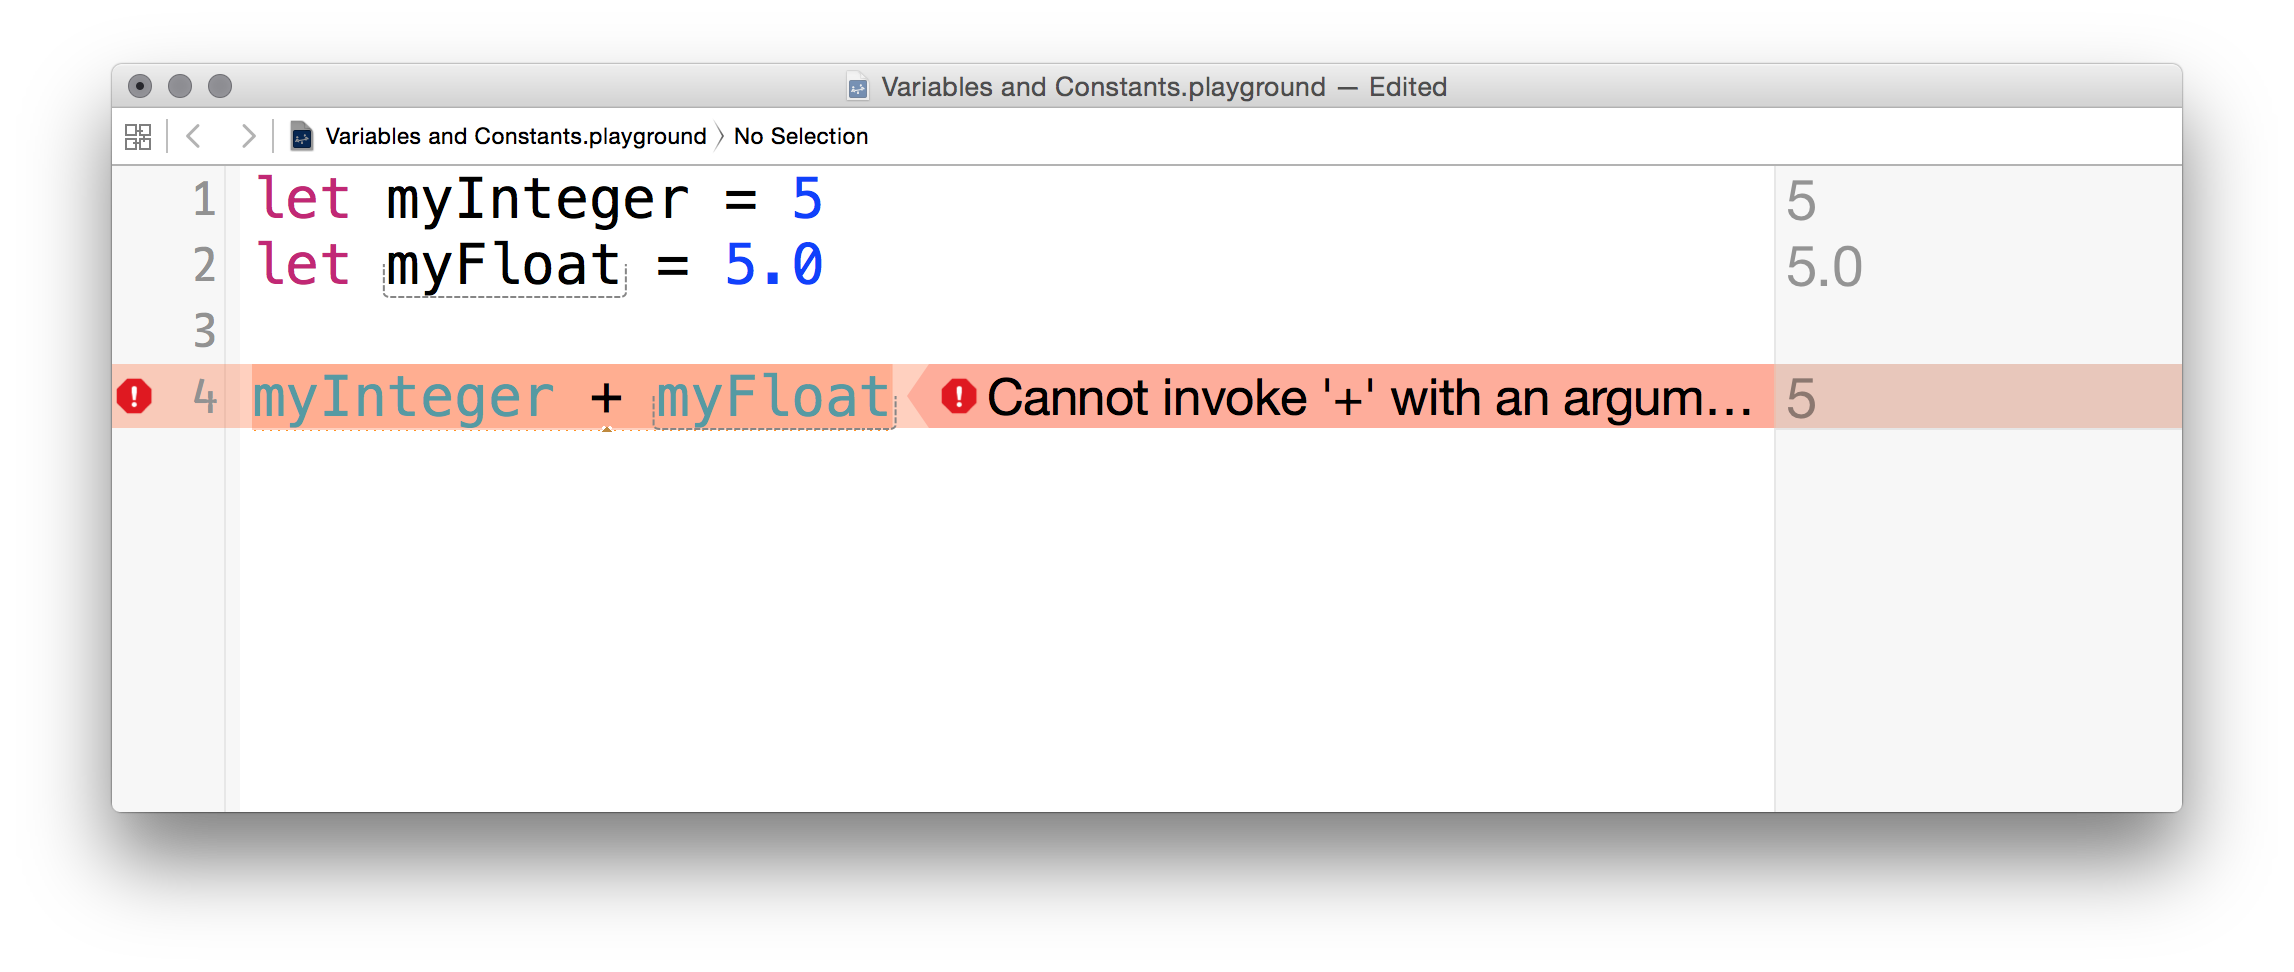 Variables and Constants.playground — Edited
Variables and Constants.playground 〉 No Selection
1 let myInteger = 5 5
2 let myFloat = 5.0 5.0
3
4 myInteger + myFloat Cannot invoke '+' with an argum... 5